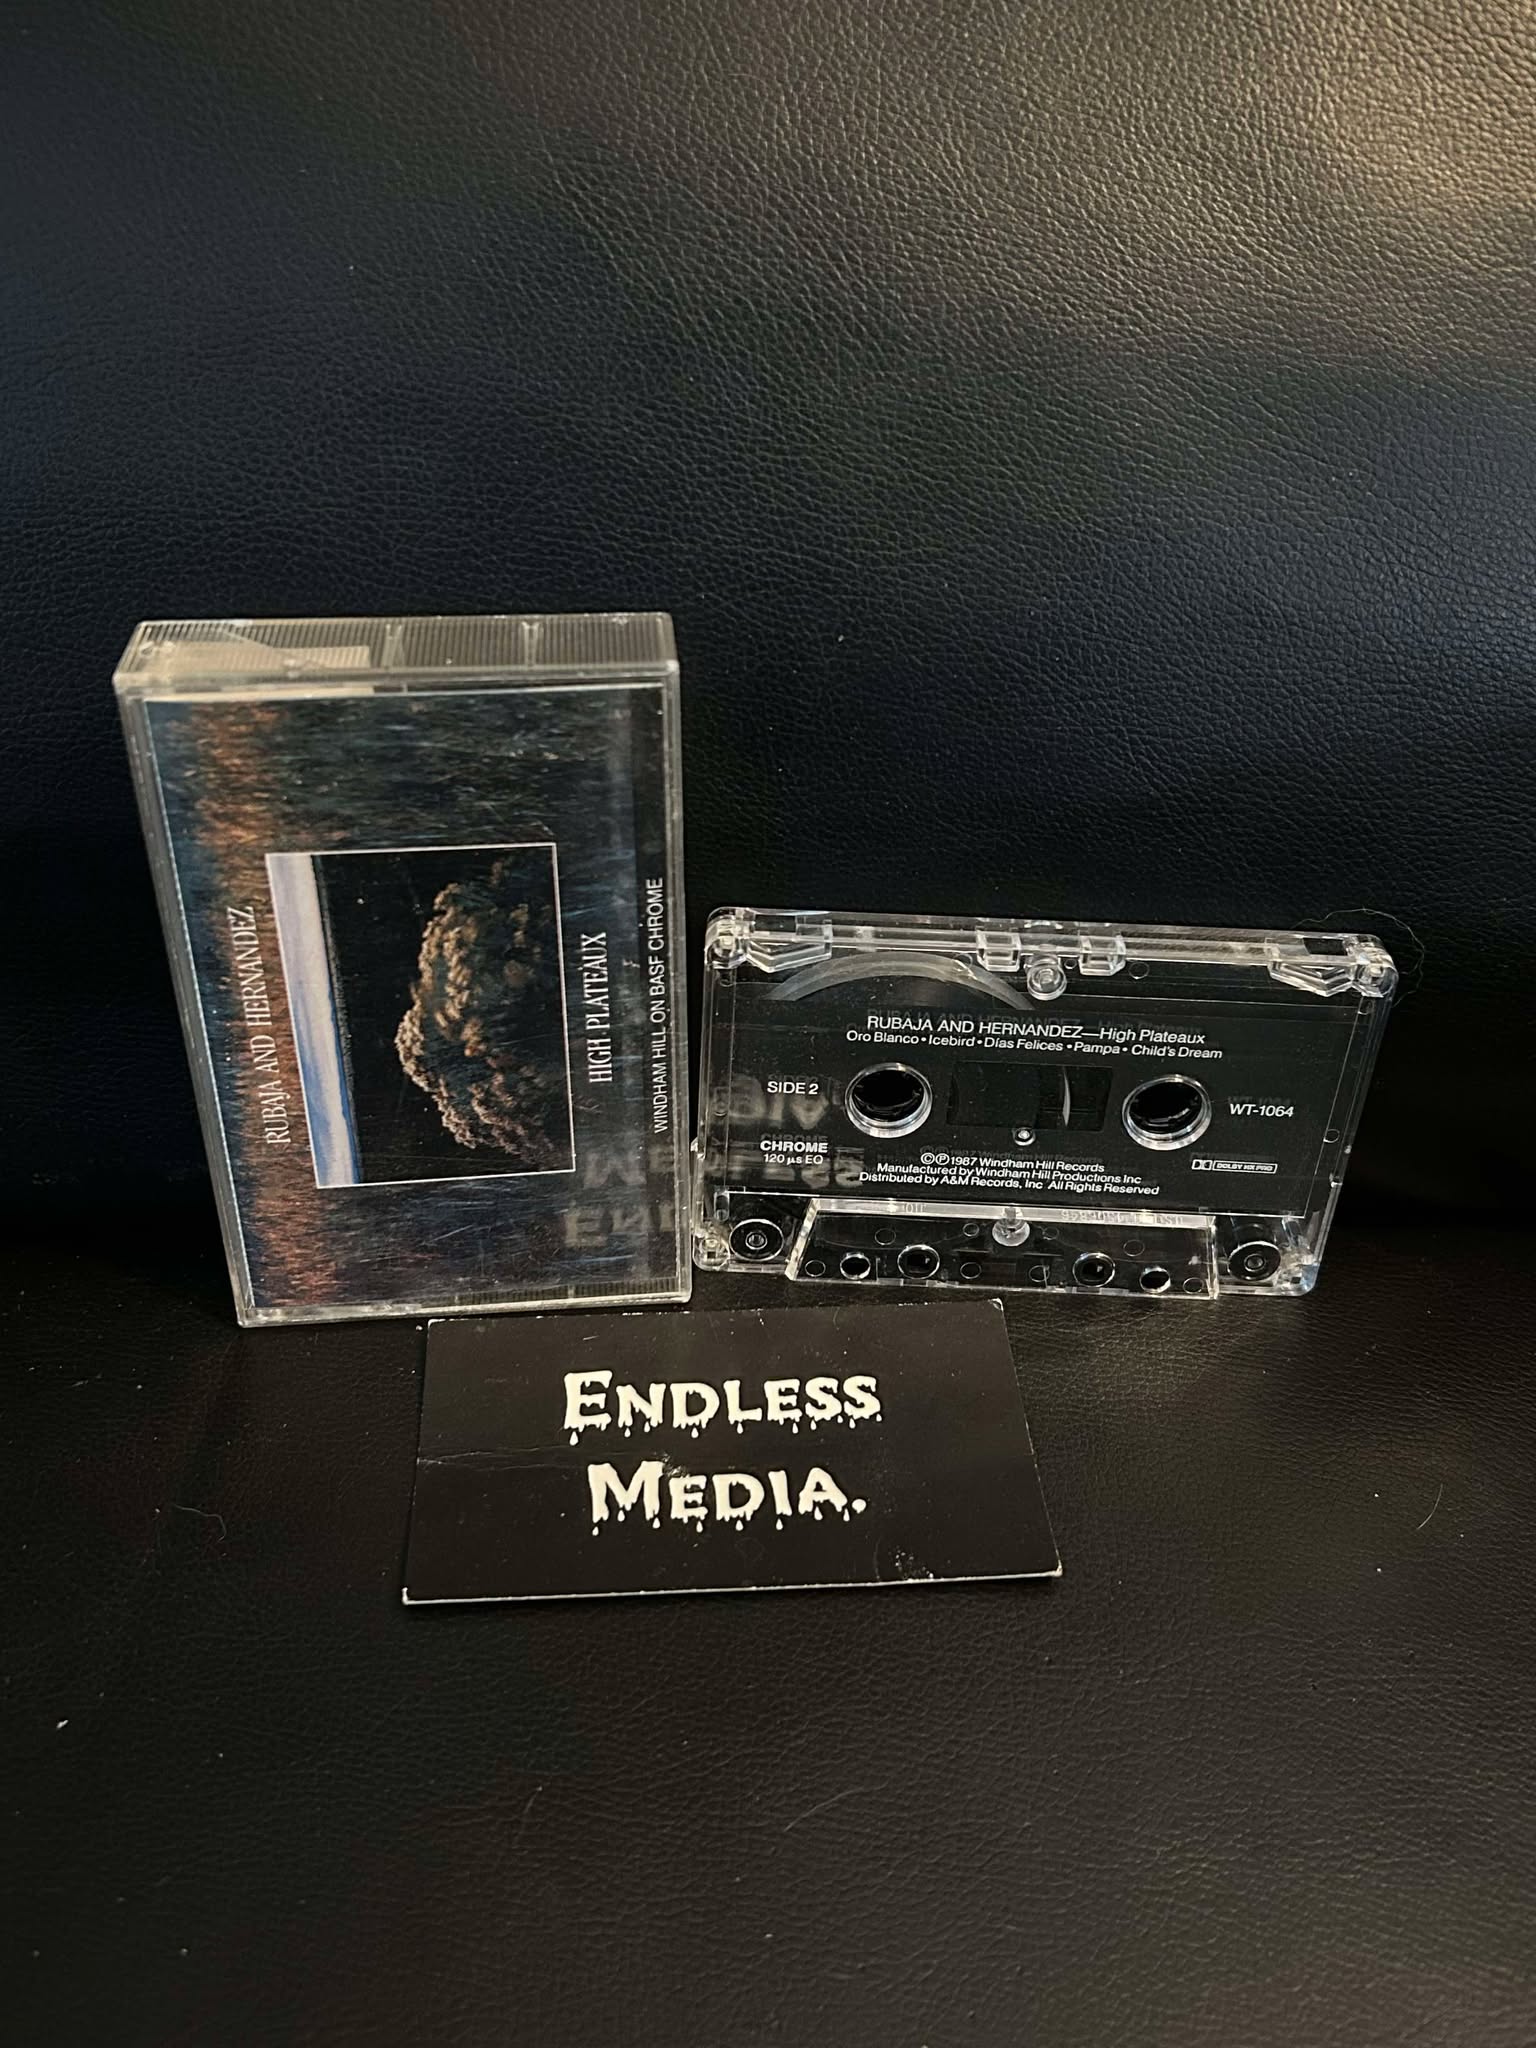 RUBAJA AND HERNANDEZ
HIGH PLATEAUX
WINDHAM HILL ON BASF CHROME
RUBAJA AND HERNANDEZ—High Plateaux
Oro Blanco • Icebird • Días Felices • Pampa • Child's Dream
SIDE 2
WT-1064
CHROME
120 µs EQ
©℗1987 Windham Hill Records
Manufactured by Windham Hill Productions Inc
Distributed by A&M Records, Inc All Rights Reserved
DOLBY HX PRO
ENDLESS
MEDIA.